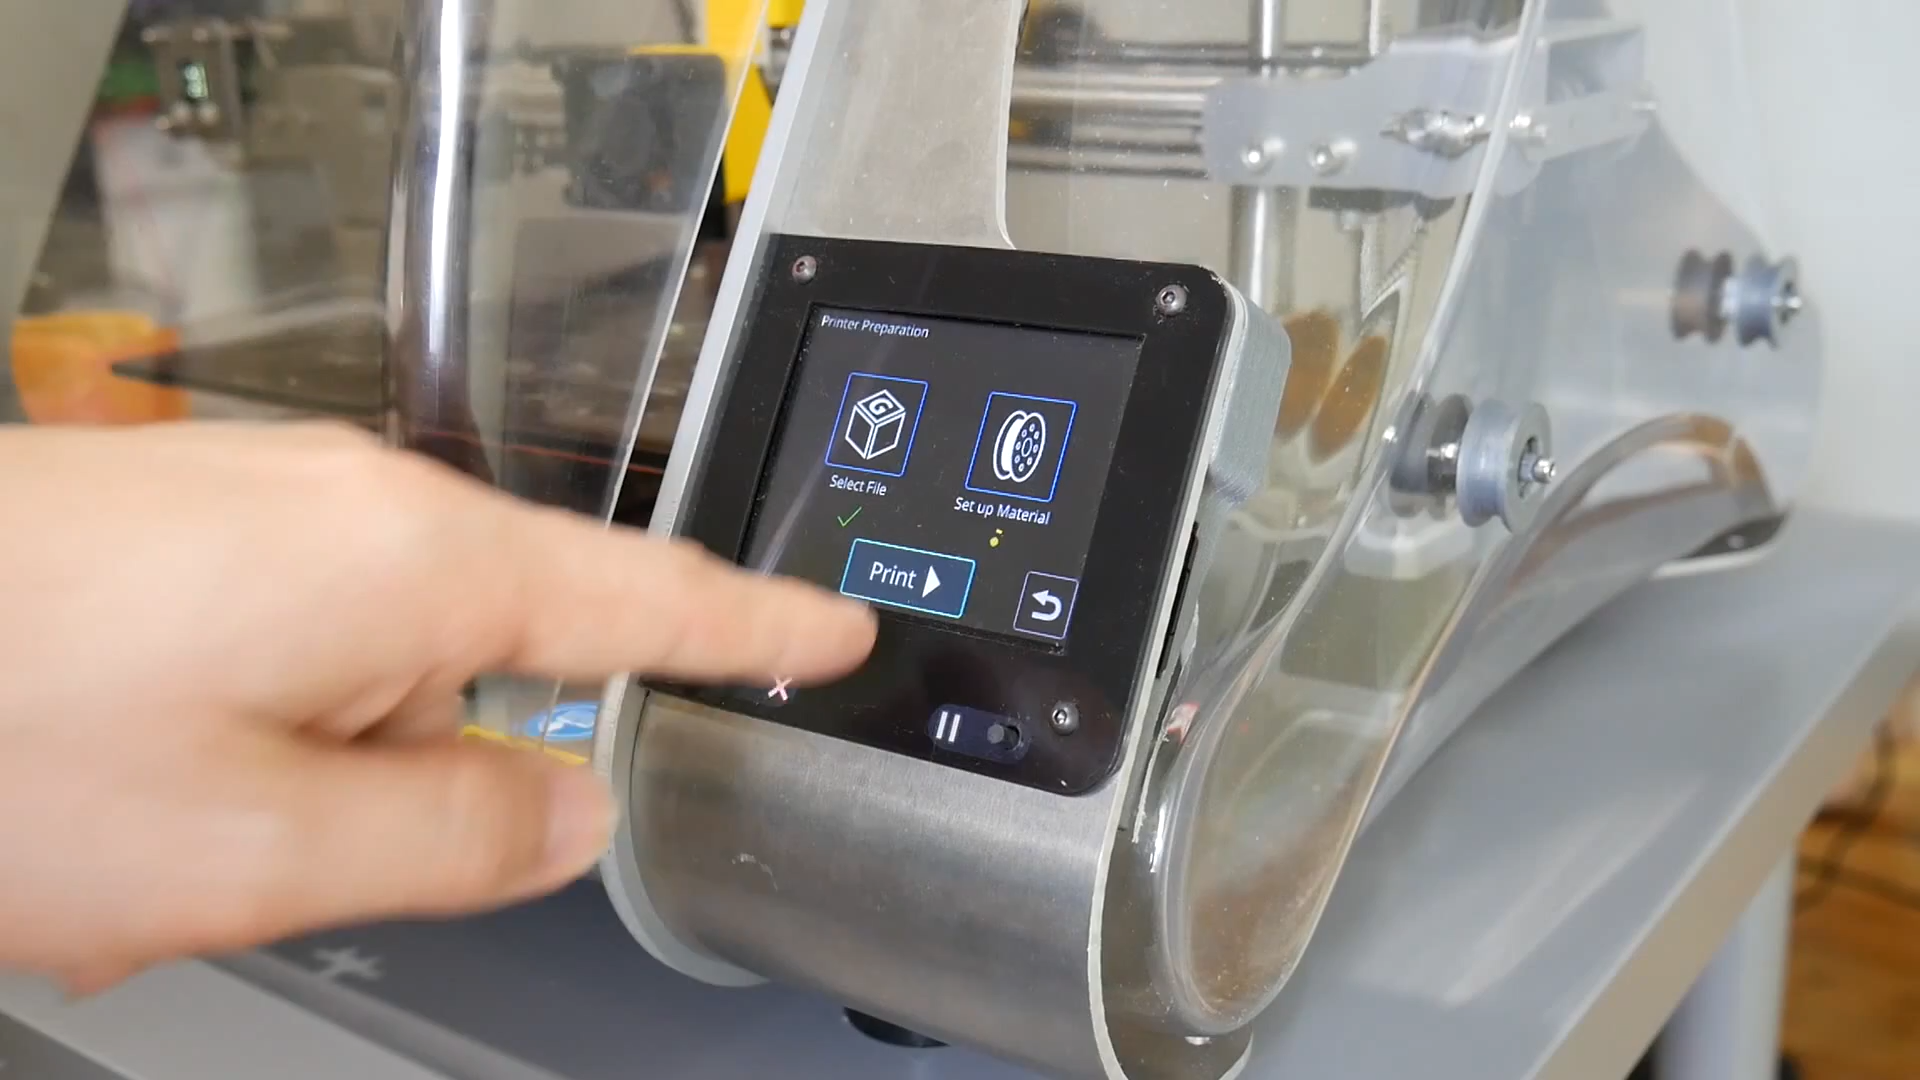 Printer Preparation
G
Select File
Set up Material
Print